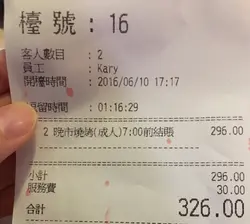 檯號 : 16
客人數目 : 2
員工 : Kary
開檯時間 : 2016/06/10 17:17
留時間 : 01:16:29
2 晚市燒烤(成人)7:00前結賬 296.00
小計 296.00
服務費 30.00
合計 326.00